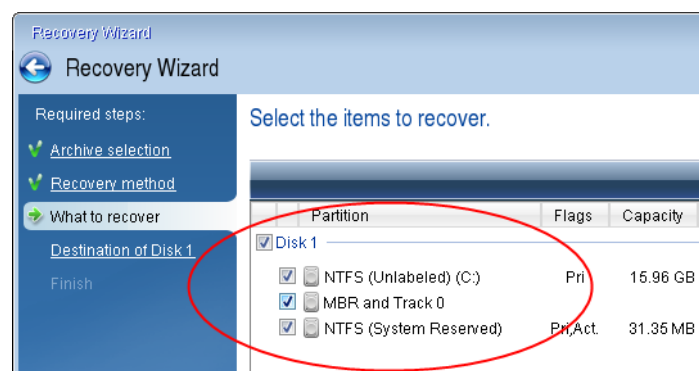 Recovery Wizard
Recovery Wizard
Required steps:
Archive selection
Recovery method
What to recover
Destination of Disk 1
Finish
Select the items to recover.
Partition Flags Capacity
Disk 1
NTFS (Unlabeled) (C:) Pri 15.96 GB
MBR and Track 0
NTFS (System Reserved) Pri,Act. 31.35 MB